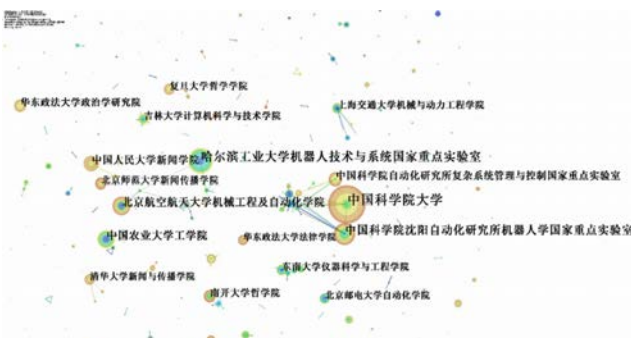 复旦大学哲学学院
华东政法大学政治学研究院
上海交通大学机械与动力工程学院
吉林大学计算机科学与技术学院
中国人民大学新闻学院
哈尔滨工业大学机器人技术与系统国家重点实验室
中国科学院自动化研究所复杂系统管理与控制国家重点实验室
北京师范大学新闻传播学院
中国科学院大学
北京航空航天大学机械工程及自动化学院
中国科学院沈阳自动化研究所机器人学国家重点实验室
中国农业大学工学院
华东政法大学法律学院
东南大学仪器科学与工程学院
清华大学新闻与传播学院
南开大学哲学院
北京邮电大学自动化学院